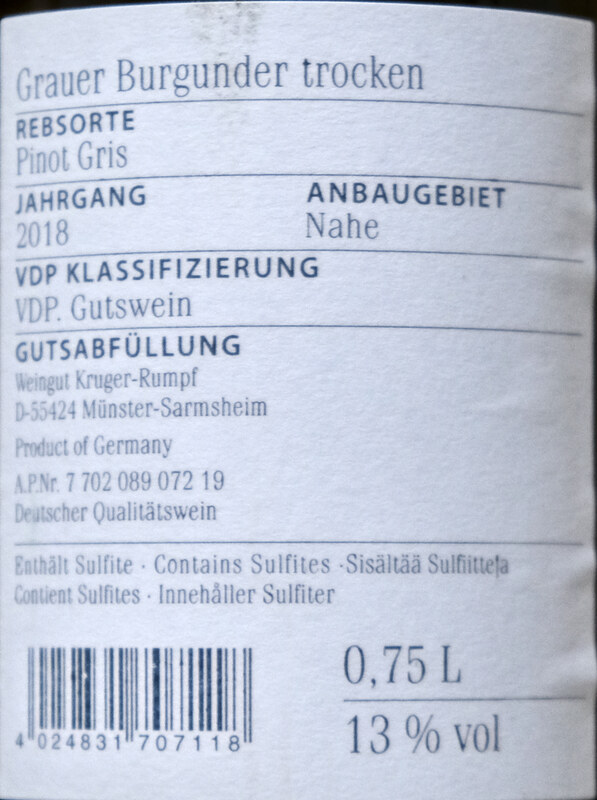 Grauer Burgunder trocken
REBSORTE
Pinot Gris
JAHRGANG ANBAUGEBIET
2018 Nahe
VDP KLASSIFIZIERUNG
VDP. Gutswein
GUTSABFÜLLUNG
Weingut Kruger-Rumpf
D-55424 Münster-Sarmsheim
Product of Germany
A.P.Nr. 7 702 089 072 19
Deutscher Qualitätswein
Enthält Sulfite · Contains Sulfites ·Sisältää Sulfiitteja
Contient Sulfites · Innehåller Sulfiter
0,75 L
13 % vol
4 024831 707118